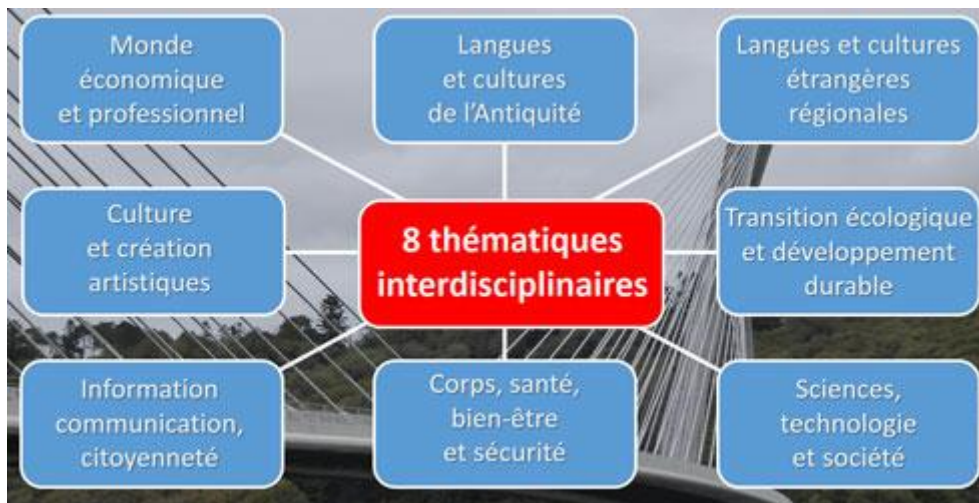 Monde
économique
et professionnel
Langues
et cultures
de l'Antiquité
Langues et cultures
étrangères
régionales
Culture
et création
artistiques
8 thématiques
interdisciplinaires
Transition écologique
et développement
durable
Information
communication,
citoyenneté
Corps, santé,
bien-être
et sécurité
Sciences,
technologie
et société